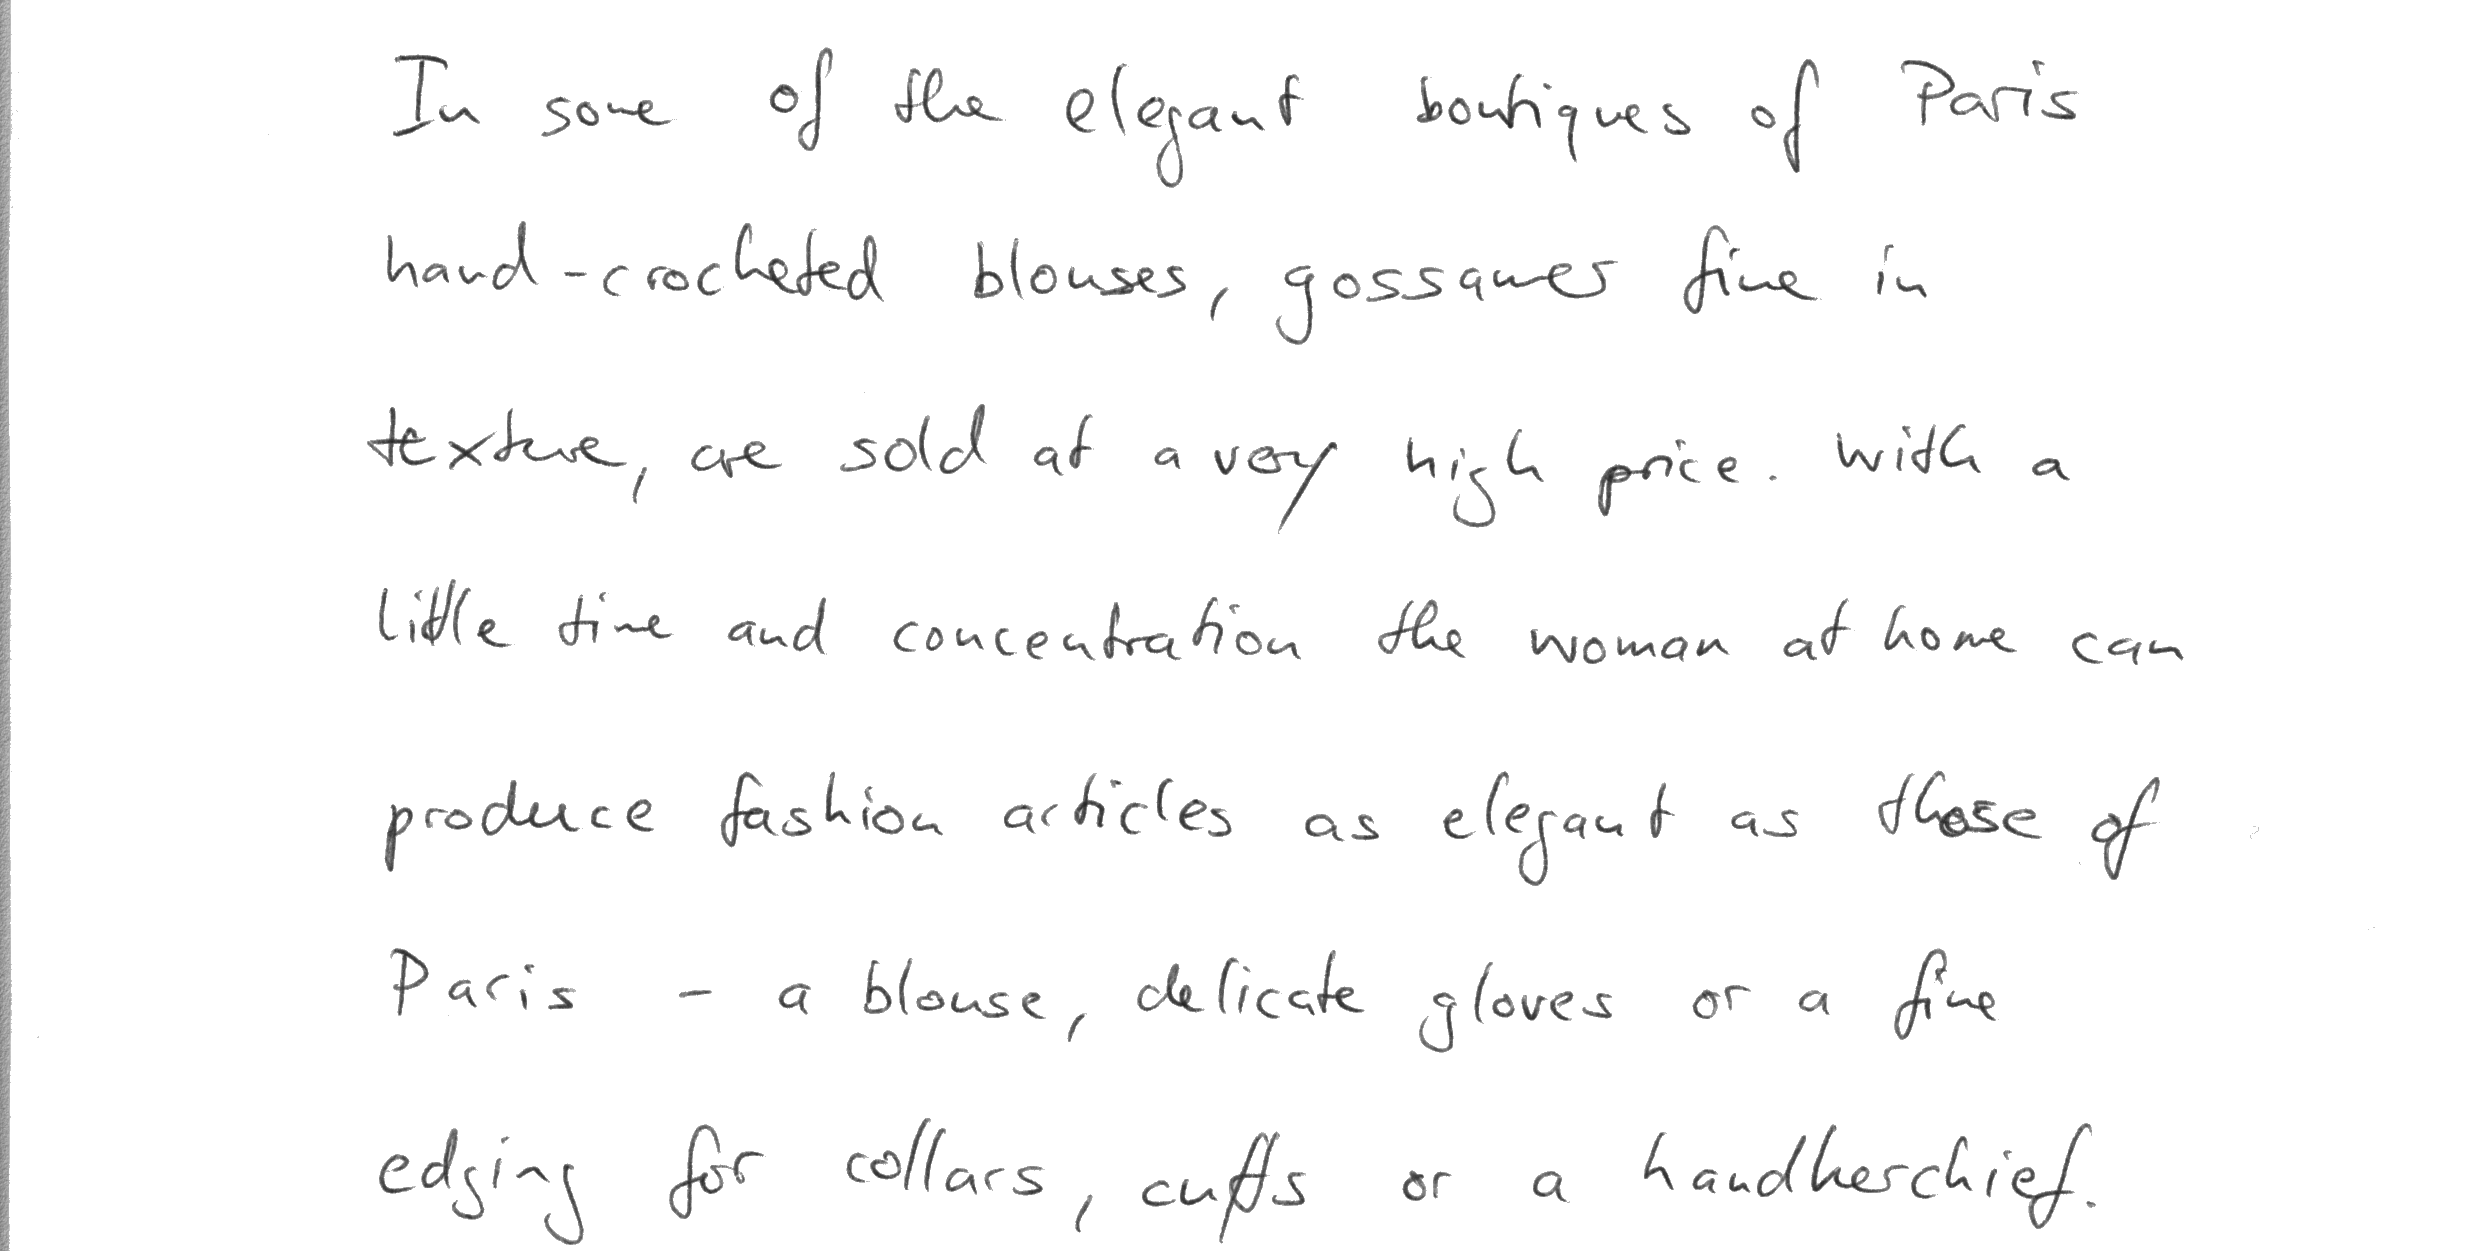 In some of the elegant boutiques of Paris
hand-crocheted blouses, gossamer fine in
texture, are sold at a very high price. With a
little time and concentration the woman at home can
produce fashion articles as elegant as those of
Paris - a blouse, delicate gloves or a fine
edging for collars, cuffs or a handkerchief.